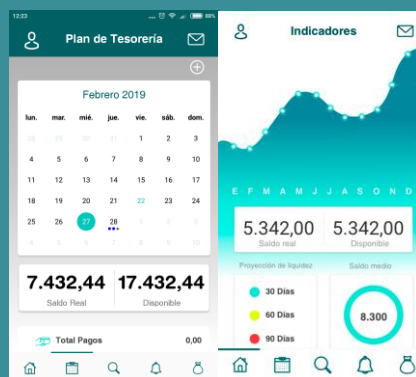 12:23
88%
Plan de Tesorería
Febrero 2019
lun. mar. mié. jue. vie. sáb. dom.
28 29 30 31 1 2 3
4 5 6 7 8 9 10
11 12 13 14 15 16 17
18 19 20 21 22 23 24
25 26 27 28 1 2 3
4 5 6 7 8 9 10
7.432,44 17.432,44
Saldo Real Disponible
Total Pagos 0,00
Indicadores
E F M A M J J A S O N D
5.342,00 5.342,00
Saldo real Disponible
Proyección de liquidez Saldo medio
30 Días
60 Días
90 Días
8.300